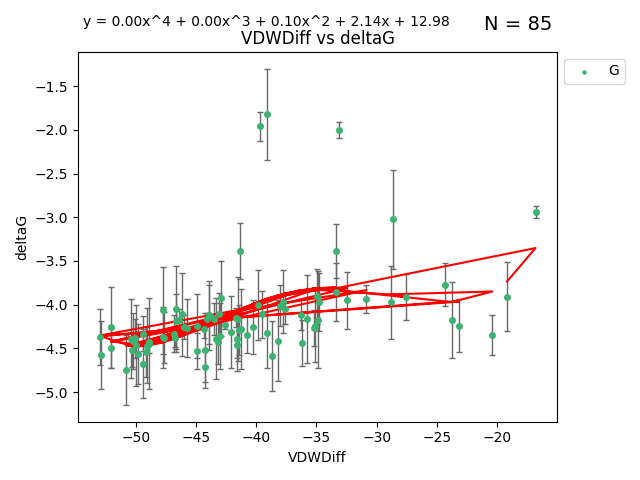 y = 0.00x^4 + 0.00x^3 + 0.10x^2 + 2.14x + 12.98
N = 85
VDWDiff vs deltaG
G
deltaG
−1.5
−2.0
−2.5
−3.0
−3.5
−4.0
−4.5
−5.0
−50
−45
−40
−35
−30
−25
−20
VDWDiff